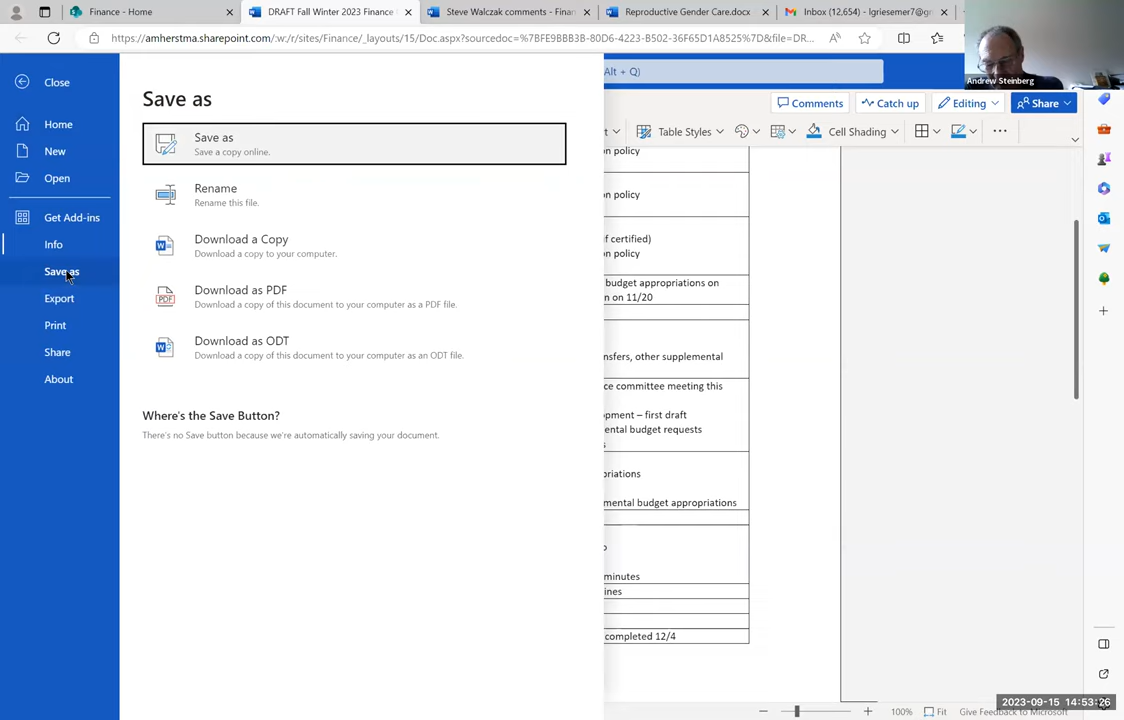 Finance - Home
DRAFT Fall Winter 2023 Finance
Steve Walczak comments - Finan
Reproductive Gender Care.docx
Inbox (12,654) - lgriesemer7@gm
https://amherstma.sharepoint.com/:w:/r/sites/Finance/_layouts/15/Doc.aspx?sourcedoc=%7BFE9BBB3B-80D6-4223-B502-36F65D1A8525%7D&file=DR...
Andrew Steinberg
Close
Alt + Q)
Save as
Comments
Catch up
Editing
Share
Home
New
Open
Get Add-ins
Info
Save as
Export
Print
Share
About
Save as
Save a copy online.
Rename
Rename this file.
Download a Copy
Download a copy to your computer.
Download as PDF
Download a copy of this document to your computer as a PDF file.
Download as ODT
Download a copy of this document to your computer as an ODT file.
Where's the Save Button?
There's no Save button because we're automatically saving your document.
Table Styles
Cell Shading
n policy
n policy
if certified)
n policy
budget appropriations on
n on 11/20
nsfers, other supplemental
ce committee meeting this
pment – first draft
ental budget requests
s
priations
mental budget appropriations
minutes
ines
completed 12/4
100%
Fit
Give Feedback to Microsoft
2023-09-15 14:53:26